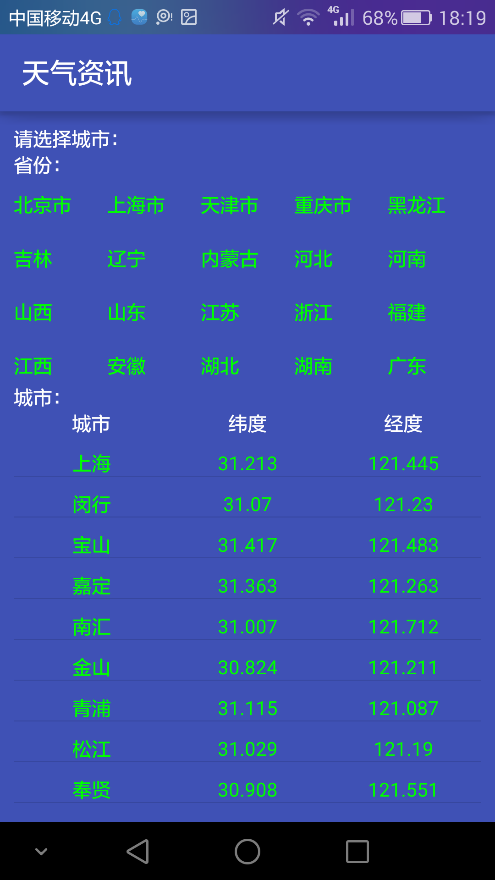 中国移动4G 4G 68% 18:19
天气资讯
请选择城市：
省份：
北京市 上海市 天津市 重庆市 黑龙江
吉林 辽宁 内蒙古 河北 河南
山西 山东 江苏 浙江 福建
江西 安徽 湖北 湖南 广东
城市：
城市 纬度 经度
上海 31.213 121.445
闵行 31.07 121.23
宝山 31.417 121.483
嘉定 31.363 121.263
南汇 31.007 121.712
金山 30.824 121.211
青浦 31.115 121.087
松江 31.029 121.19
奉贤 30.908 121.551